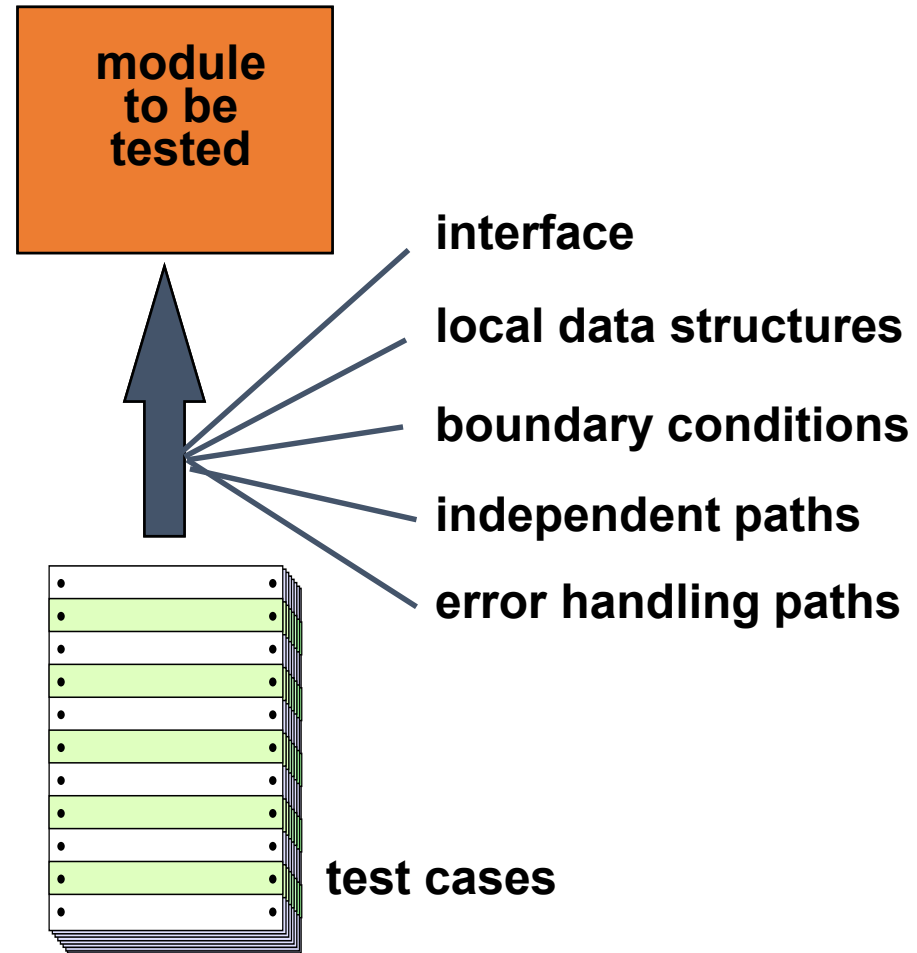 module
to be
tested
interface
local data structures
boundary conditions
independent paths
error handling paths
test cases